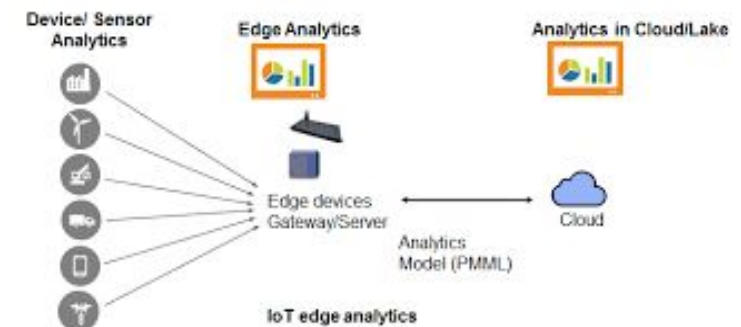 Device/ Sensor
Analytics
Edge Analytics
Analytics in Cloud/Lake
Edge devices
Gateway/Server
Cloud
Analytics
Model (PMML)
IoT edge analytics